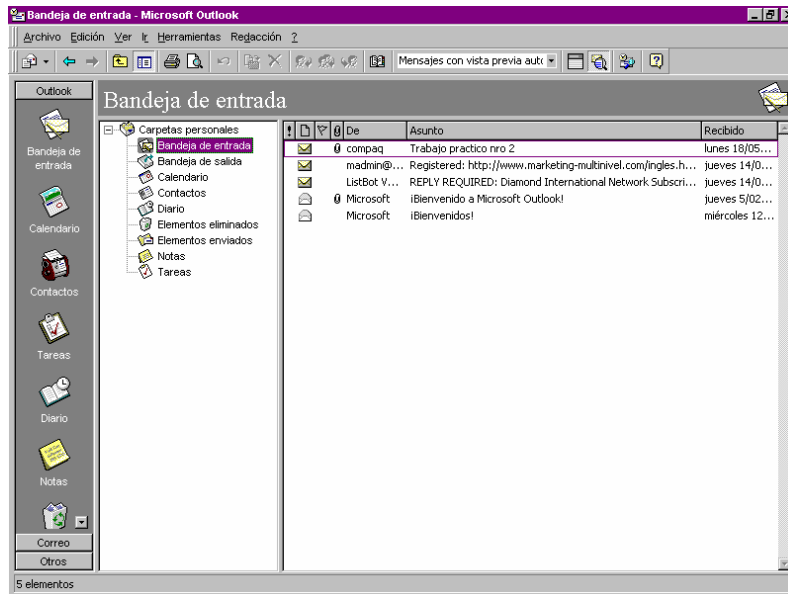 Bandeja de entrada - Microsoft Outlook
Archivo Edición Ver Ir Herramientas Redacción ?
Mensajes con vista previa aut
Outlook
Bandeja de entrada
Bandeja de
entrada
Calendario
Contactos
Tareas
Diario
Notas
Correo
Otros
Carpetas personales
Bandeja de entrada
Bandeja de salida
Calendario
Contactos
Diario
Elementos eliminados
Elementos enviados
Notas
Tareas
! De Asunto Recibido
compaq Trabajo practico nro 2 lunes 18/05...
madmin@... Registered: http://www.marketing-multinivel.com/ingles.h... jueves 14/0...
ListBot V... REPLY REQUIRED: Diamond International Network Subscri... jueves 14/0...
Microsoft ¡Bienvenido a Microsoft Outlook! jueves 5/02...
Microsoft ¡Bienvenidos! miércoles 12...
5 elementos